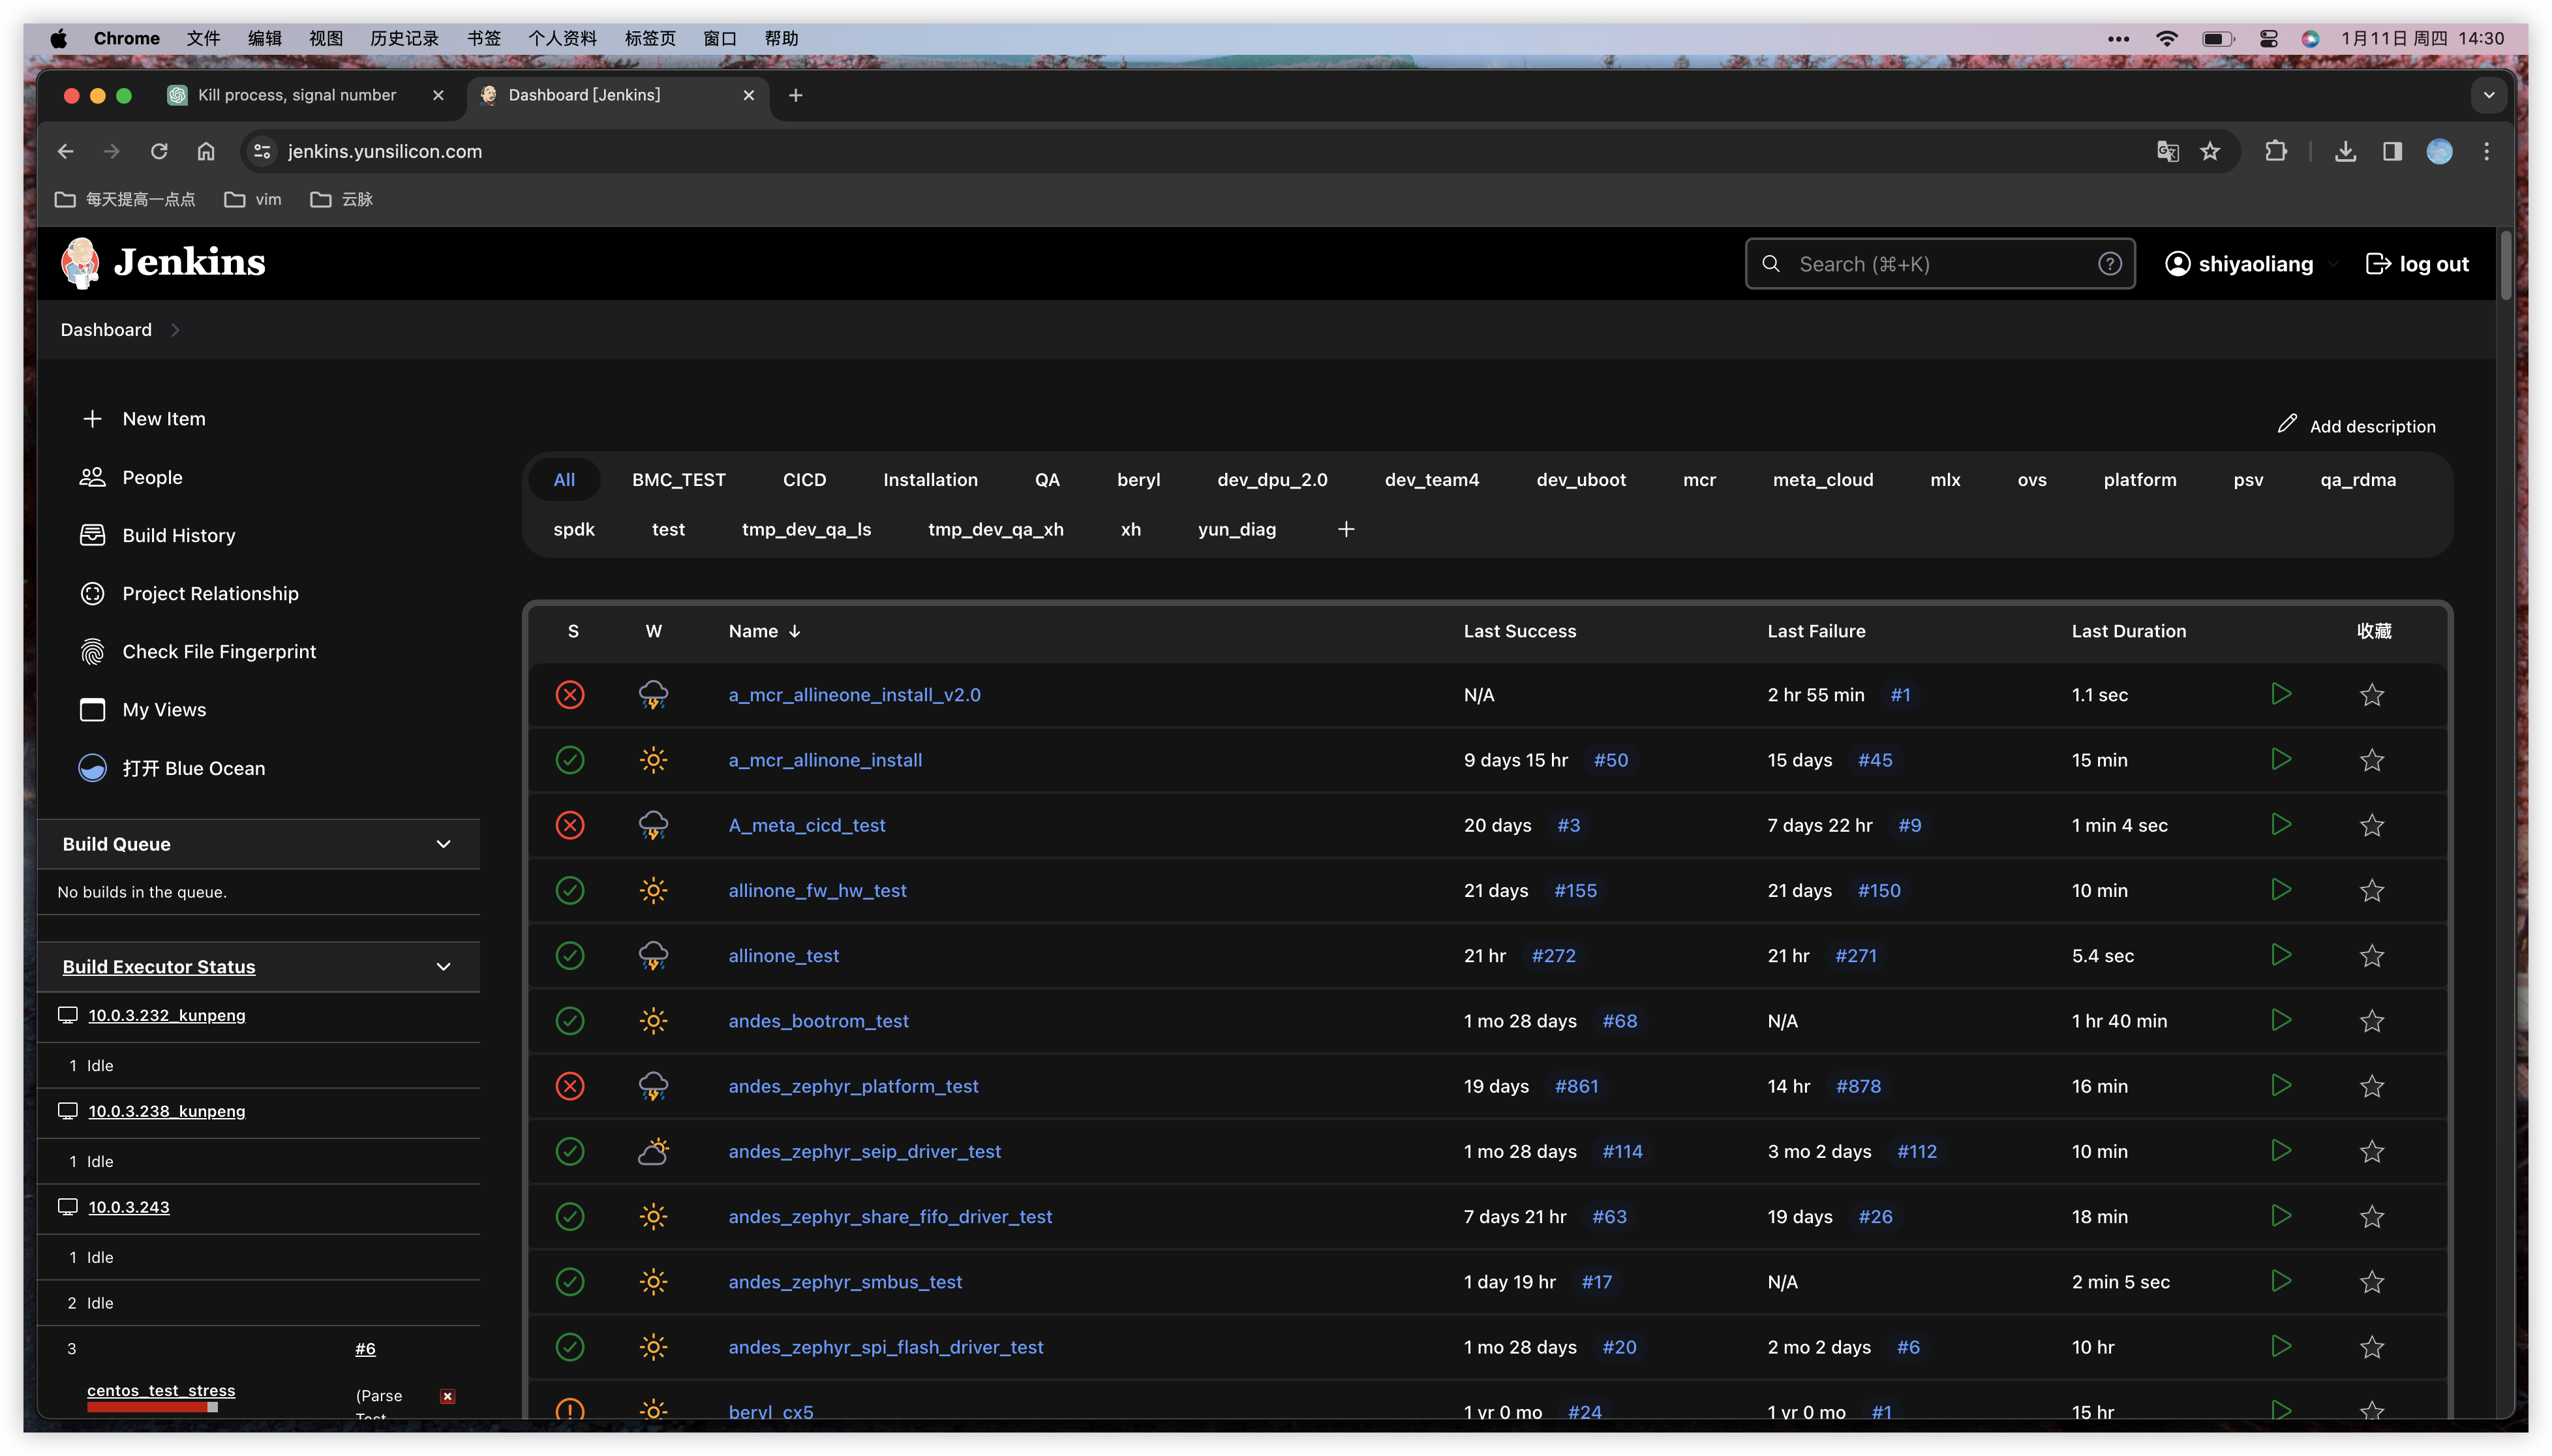 Chrome 文件 编辑 视图 历史记录 书签 个人资料 标签页 窗口 帮助 1月11日 周四 14:30
Kill process, signal number Dashboard [Jenkins]
jenkins.yunsilicon.com
每天提高一点点 vim 云脉
Jenkins Search (⌘+K) shiyaoliang log out
Dashboard
New Item
People
Build History
Project Relationship
Check File Fingerprint
My Views
打开 Blue Ocean
Build Queue
No builds in the queue.
Build Executor Status
10.0.3.232_kunpeng
1 Idle
10.0.3.238_kunpeng
1 Idle
10.0.3.243
1 Idle
2 Idle
3 #6
centos_test_stress (Parse
Test
Add description
All BMC_TEST CICD Installation QA beryl dev_dpu_2.0 dev_team4 dev_uboot mcr meta_cloud mlx ovs platform psv qa_rdma
spdk test tmp_dev_qa_ls tmp_dev_qa_xh xh yun_diag
S W Name ↓ Last Success Last Failure Last Duration 收藏
a_mcr_allineone_install_v2.0 N/A 2 hr 55 min #1 1.1 sec
a_mcr_allinone_install 9 days 15 hr #50 15 days #45 15 min
A_meta_cicd_test 20 days #3 7 days 22 hr #9 1 min 4 sec
allinone_fw_hw_test 21 days #155 21 days #150 10 min
allinone_test 21 hr #272 21 hr #271 5.4 sec
andes_bootrom_test 1 mo 28 days #68 N/A 1 hr 40 min
andes_zephyr_platform_test 19 days #861 14 hr #878 16 min
andes_zephyr_seip_driver_test 1 mo 28 days #114 3 mo 2 days #112 10 min
andes_zephyr_share_fifo_driver_test 7 days 21 hr #63 19 days #26 18 min
andes_zephyr_smbus_test 1 day 19 hr #17 N/A 2 min 5 sec
andes_zephyr_spi_flash_driver_test 1 mo 28 days #20 2 mo 2 days #6 10 hr
beryl_cx5 1 yr 0 mo #24 1 yr 0 mo #1 15 hr